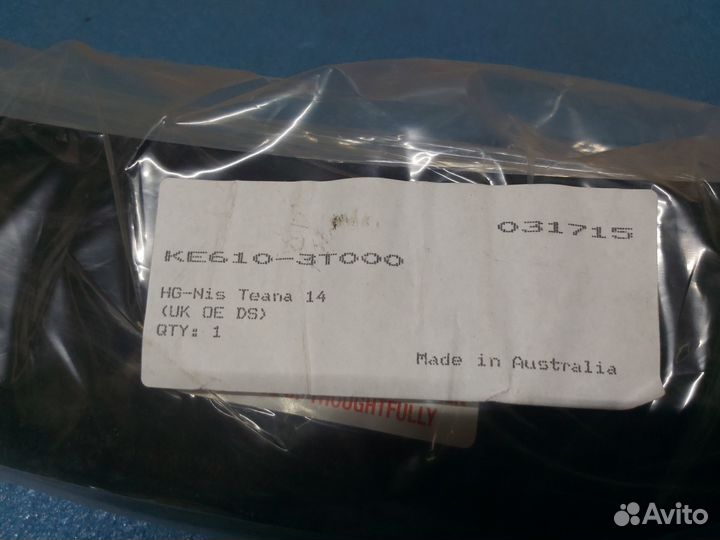 031715
KE610-3T000
HG-Nis Teana 14
(UK OE DS)
QTY: 1
Made in Australia
THOUGHTFULLY
Avito